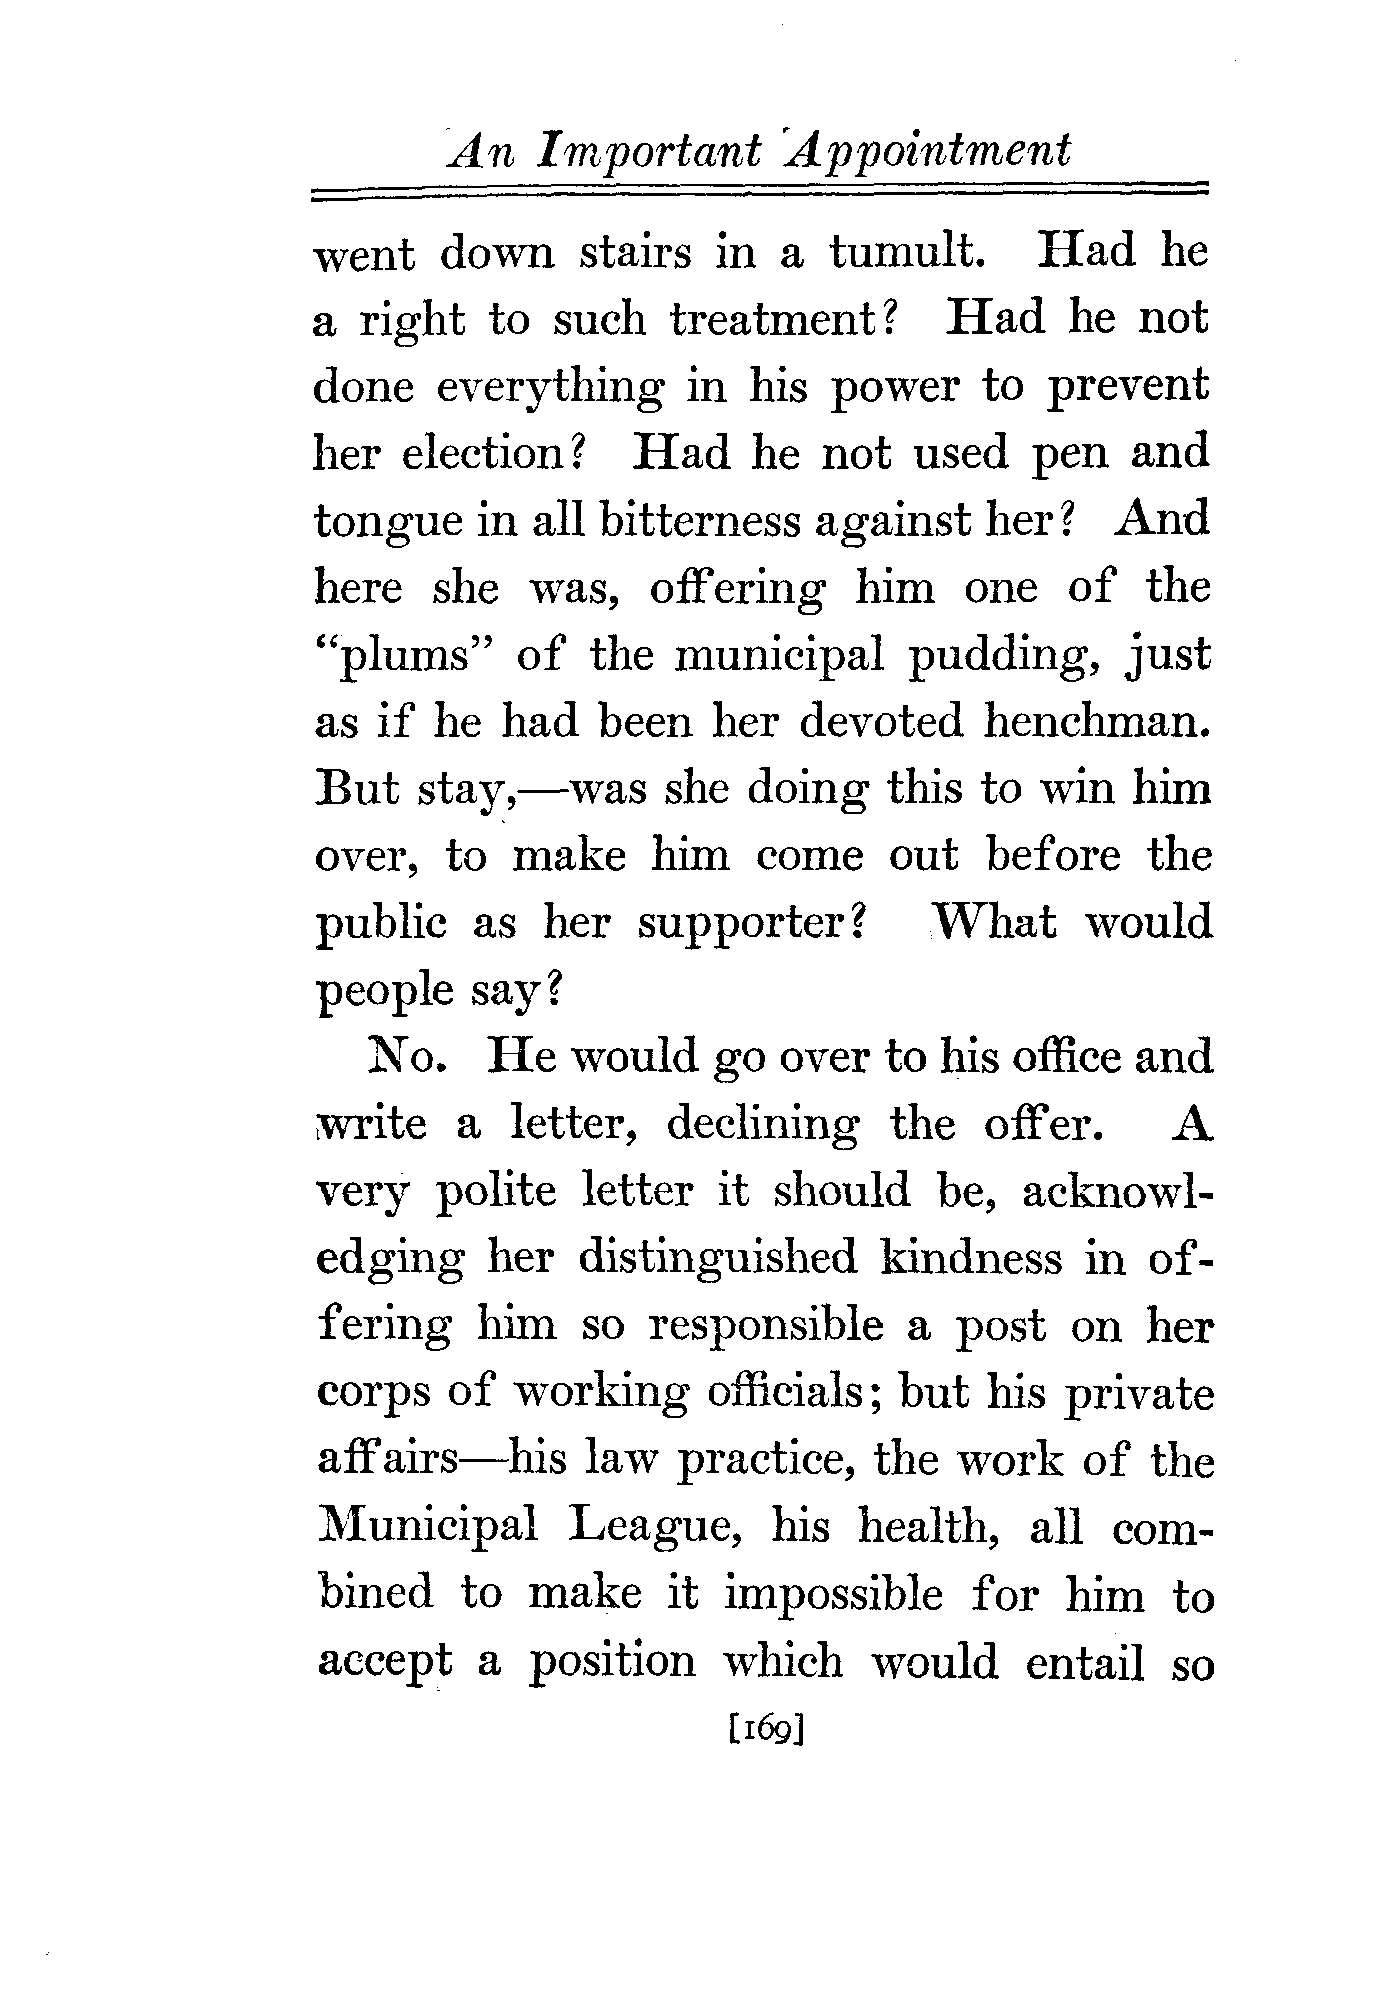 An Important Appointment
went down stairs in a tumult. Had he
a right to such treatment? Had he not
done everything in his power to prevent
her election? Had he not used pen and
tongue in all bitterness against her? And
here she was, offering him one of the
“plums” of the municipal pudding, just
as if he had been her devoted henchman.
But stay,—was she doing this to win him
over, to make him come out before the
public as her supporter? What would
people say?
No. He would go over to his office and
write a letter, declining the offer. A
very polite letter it should be, acknowl-
edging her distinguished kindness in of-
fering him so responsible a post on her
corps of working officials; but his private
affairs—his law practice, the work of the
Municipal League, his health, all com-
bined to make it impossible for him to
accept a position which would entail so
[169]